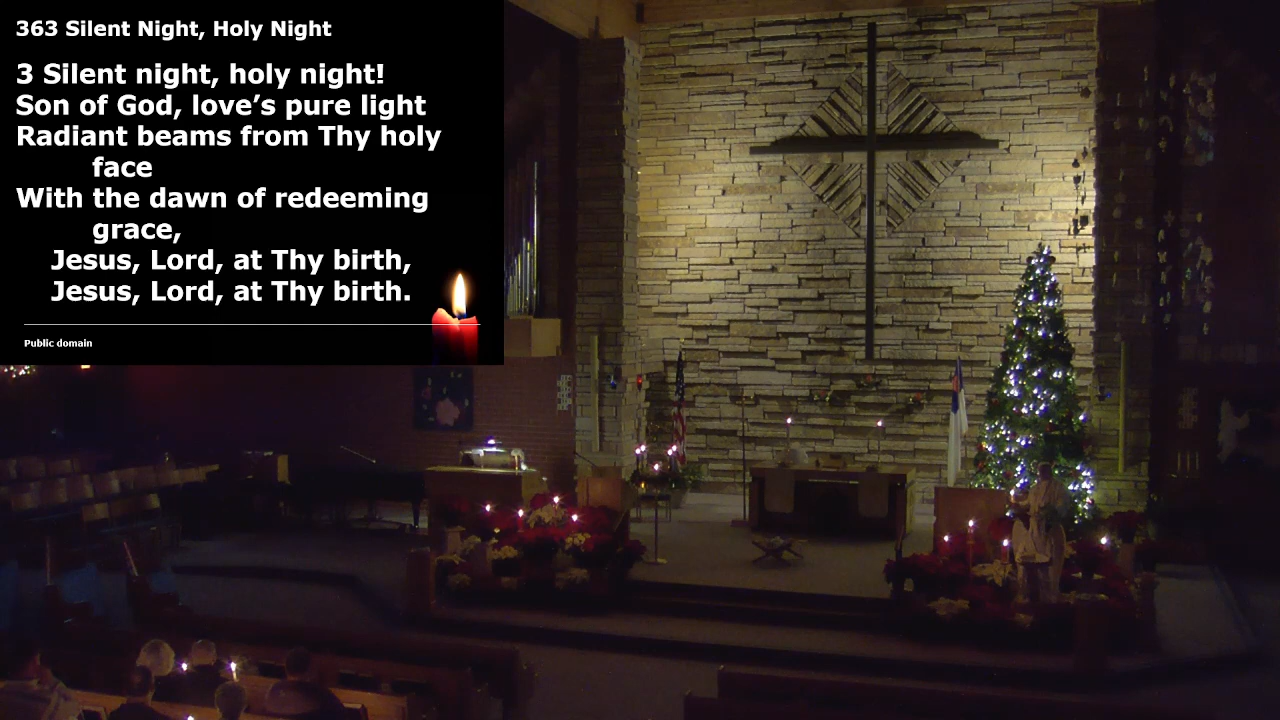 363 Silent Night, Holy Night
3 Silent night, holy night!
Son of God, love’s pure light
Radiant beams from Thy holy
face
With the dawn of redeeming
grace,
Jesus, Lord, at Thy birth,
Jesus, Lord, at Thy birth.
Public domain